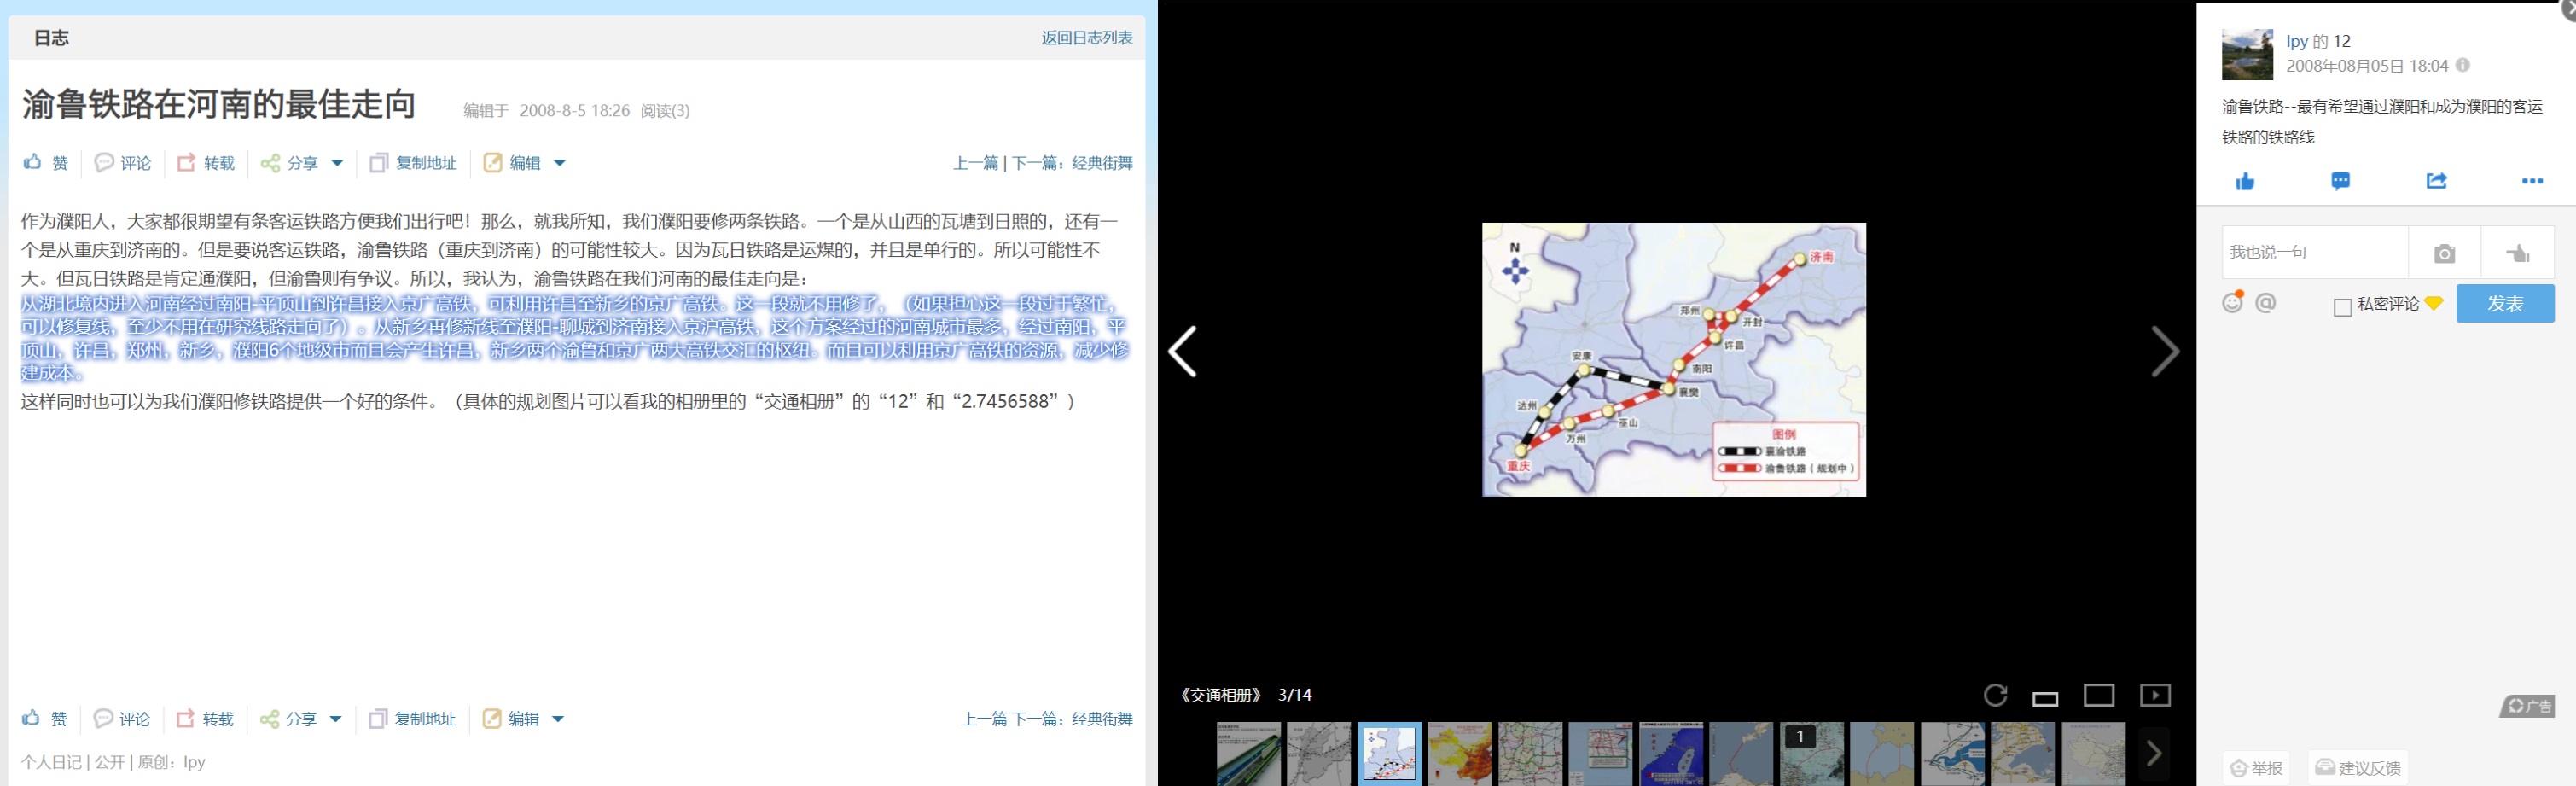 日志
返回日志列表
渝鲁铁路在河南的最佳走向 编辑于 2008-8-5 18:26 阅读(3)
赞 评论 转载 分享 复制地址 编辑 上一篇 | 下一篇：经典街舞
作为濮阳人，大家都很期望有条客运铁路方便我们出行吧！那么，就我所知，我们濮阳要修两条铁路。一个是从山西的瓦塘到日照的，还有一
个是从重庆到济南的。但是要说客运铁路，渝鲁铁路（重庆到济南）的可能性较大。因为瓦日铁路是运煤的，并且是单行的。所以可能性不
大。但瓦日铁路是肯定通濮阳，但渝鲁则有争议。所以，我认为，渝鲁铁路在我们河南的最佳走向是：
从湖北境内进入河南经过南阳-平顶山到许昌接入京广高铁，可利用许昌至新乡的京广高铁。这一段就不用修了，（如果担心这一段过于繁忙，
可以修复线，至少不用在研究线路走向了）。从新乡再修新线至濮阳-聊城到济南接入京沪高铁，这个方案经过的河南城市最多，经过南阳，平
顶山，许昌，郑州，新乡，濮阳6个地级市而且会产生许昌，新乡两个渝鲁和京广两大高铁交汇的枢纽。而且可以利用京广高铁的资源，减少修
建成本。
这样同时也可以为我们濮阳修铁路提供一个好的条件。（具体的规划图片可以看我的相册里的“交通相册”的“12”和“2.7456588”）
赞 评论 转载 分享 复制地址 编辑 上一篇 下一篇：经典街舞
个人日记 | 公开 | 原创：lpy
N
济南
郑州
开封
许昌
南阳
安康
襄樊
达州
巫山
万州
重庆
图例
襄渝铁路
渝鲁铁路（规划中）
《交通相册》 3/14
1
lpy 的 12
2008年08月05日 18:04
渝鲁铁路--最有希望通过濮阳和成为濮阳的客运
铁路的铁路线
我也说一句
私密评论
发表
广告
举报 建议反馈